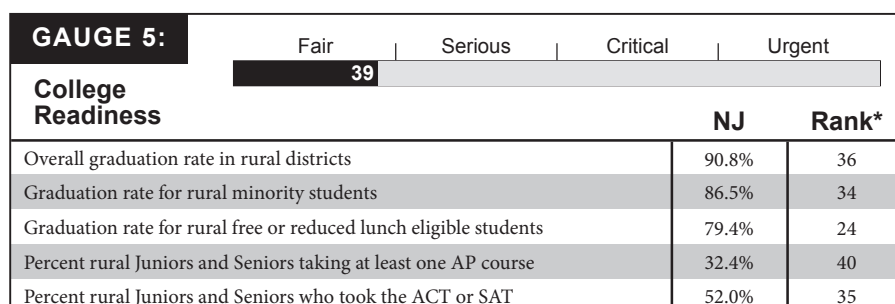 GAUGE 5:
Fair Serious Critical Urgent
39
College
Readiness
NJ Rank*
Overall graduation rate in rural districts 90.8% 36
Graduation rate for rural minority students 86.5% 34
Graduation rate for rural free or reduced lunch eligible students 79.4% 24
Percent rural Juniors and Seniors taking at least one AP course 32.4% 40
Percent rural Juniors and Seniors who took the ACT or SAT 52.0% 35